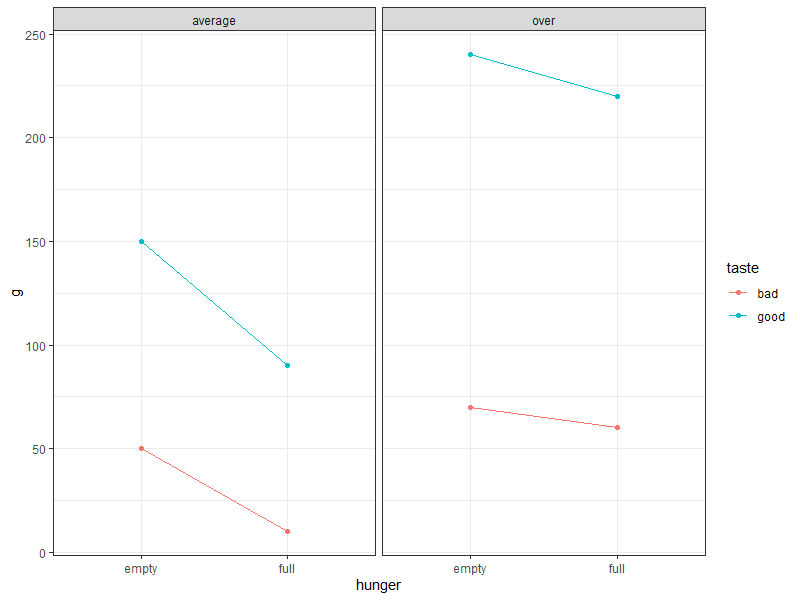 average
over
250
200
150
100
50
0
g
empty
full
empty
full
hunger
taste
bad
good